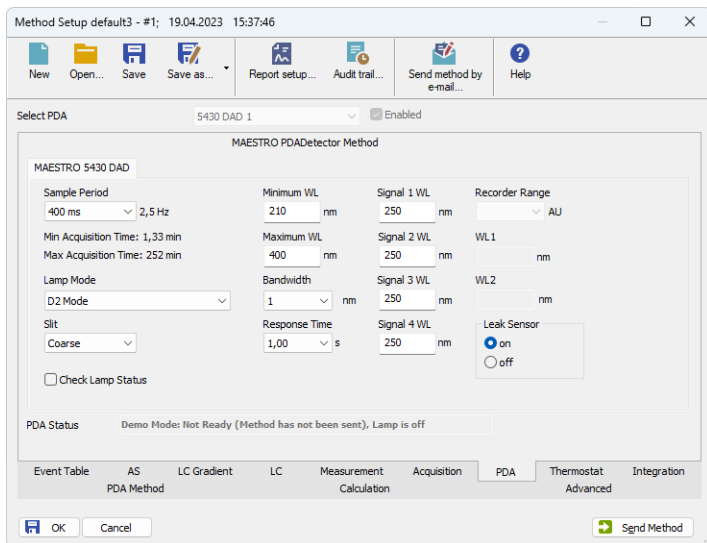 Method Setup default3 - #1;  19.04.2023  15:37:46
New Open... Save Save as... Report setup... Audit trail... Send method by e-mail... Help
Select PDA 5430 DAD 1 Enabled
MAESTRO PDADetector Method
MAESTRO 5430 DAD
Sample Period Minimum WL Signal 1 WL Recorder Range
400 ms 2,5 Hz 210 nm 250 nm AU
Min Acquisition Time: 1,33 min Maximum WL Signal 2 WL WL1
Max Acquisition Time: 252 min 400 nm 250 nm nm
Lamp Mode Bandwidth Signal 3 WL WL2
D2 Mode 1 nm 250 nm nm
Slit Response Time Signal 4 WL Leak Sensor
Coarse 1,00 s 250 nm on
off
Check Lamp Status
PDA Status Demo Mode: Not Ready (Method has not been sent), Lamp is off
Event Table AS LC Gradient LC Measurement Acquisition PDA Thermostat Integration
PDA Method Calculation Advanced
OK Cancel Send Method